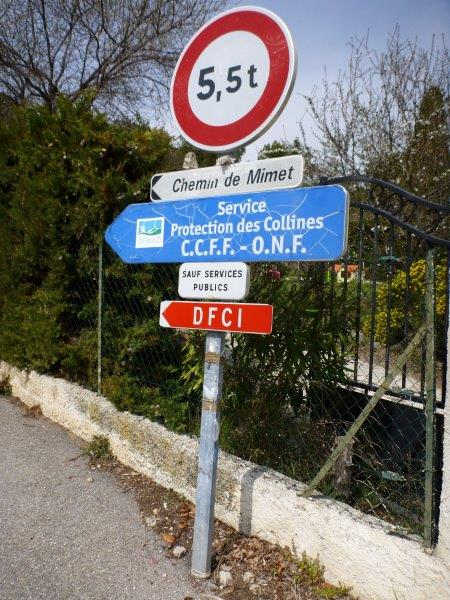 5,5t
Chemin de Mimet
Service
Protection des Collines
C.C.F.F. - O.N.F.
SAUF SERVICES
PUBLICS
DFCI